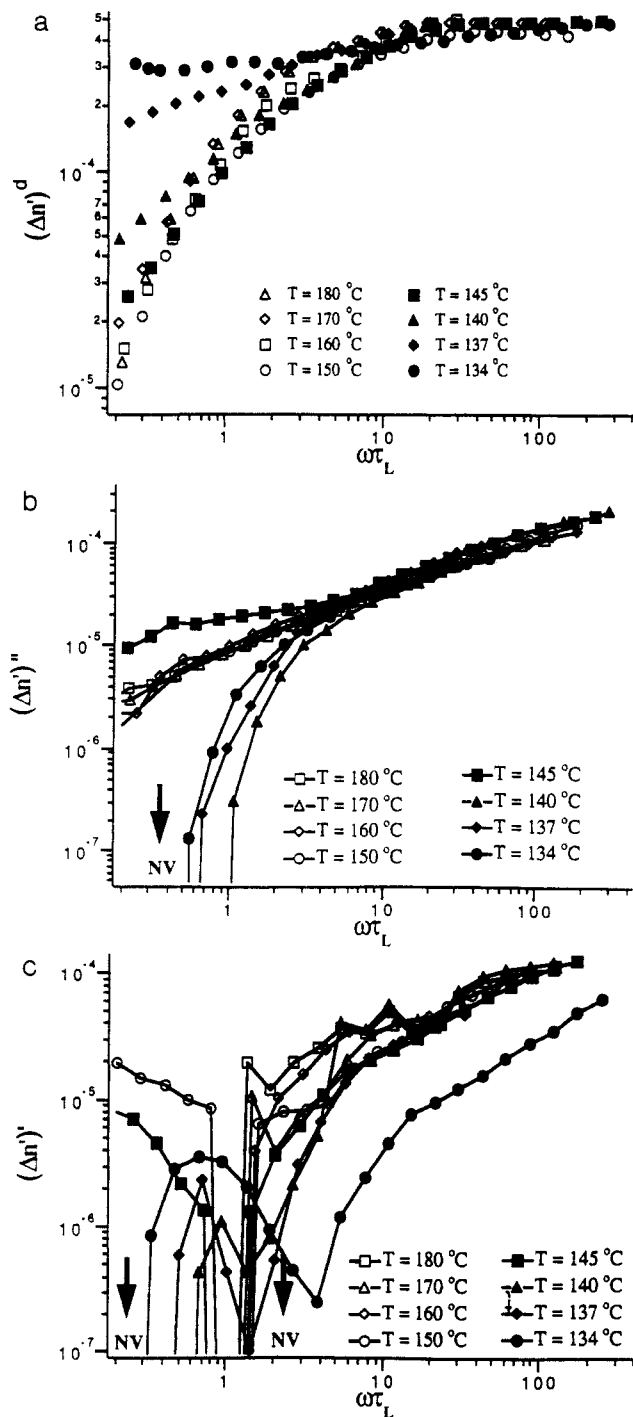 a
5
4
3
2
10⁻⁴
6
5
4
3
2
10⁻⁵
(Δn')ᵈ
T = 180 °C
T = 170 °C
T = 160 °C
T = 150 °C
T = 145 °C
T = 140 °C
T = 137 °C
T = 134 °C
1
10
100
ωτ_L
b
10⁻⁴
10⁻⁵
10⁻⁶
10⁻⁷
(Δn')''
NV
T = 180 °C
T = 170 °C
T = 160 °C
T = 150 °C
T = 145 °C
T = 140 °C
T = 137 °C
T = 134 °C
1
10
100
ωτ_L
c
10⁻⁴
10⁻⁵
10⁻⁶
10⁻⁷
(Δn')'
NV
NV
T = 180 °C
T = 170 °C
T = 160 °C
T = 150 °C
T = 145 °C
T = 140 °C
T = 137 °C
T = 134 °C
1
10
100
ωτ_L